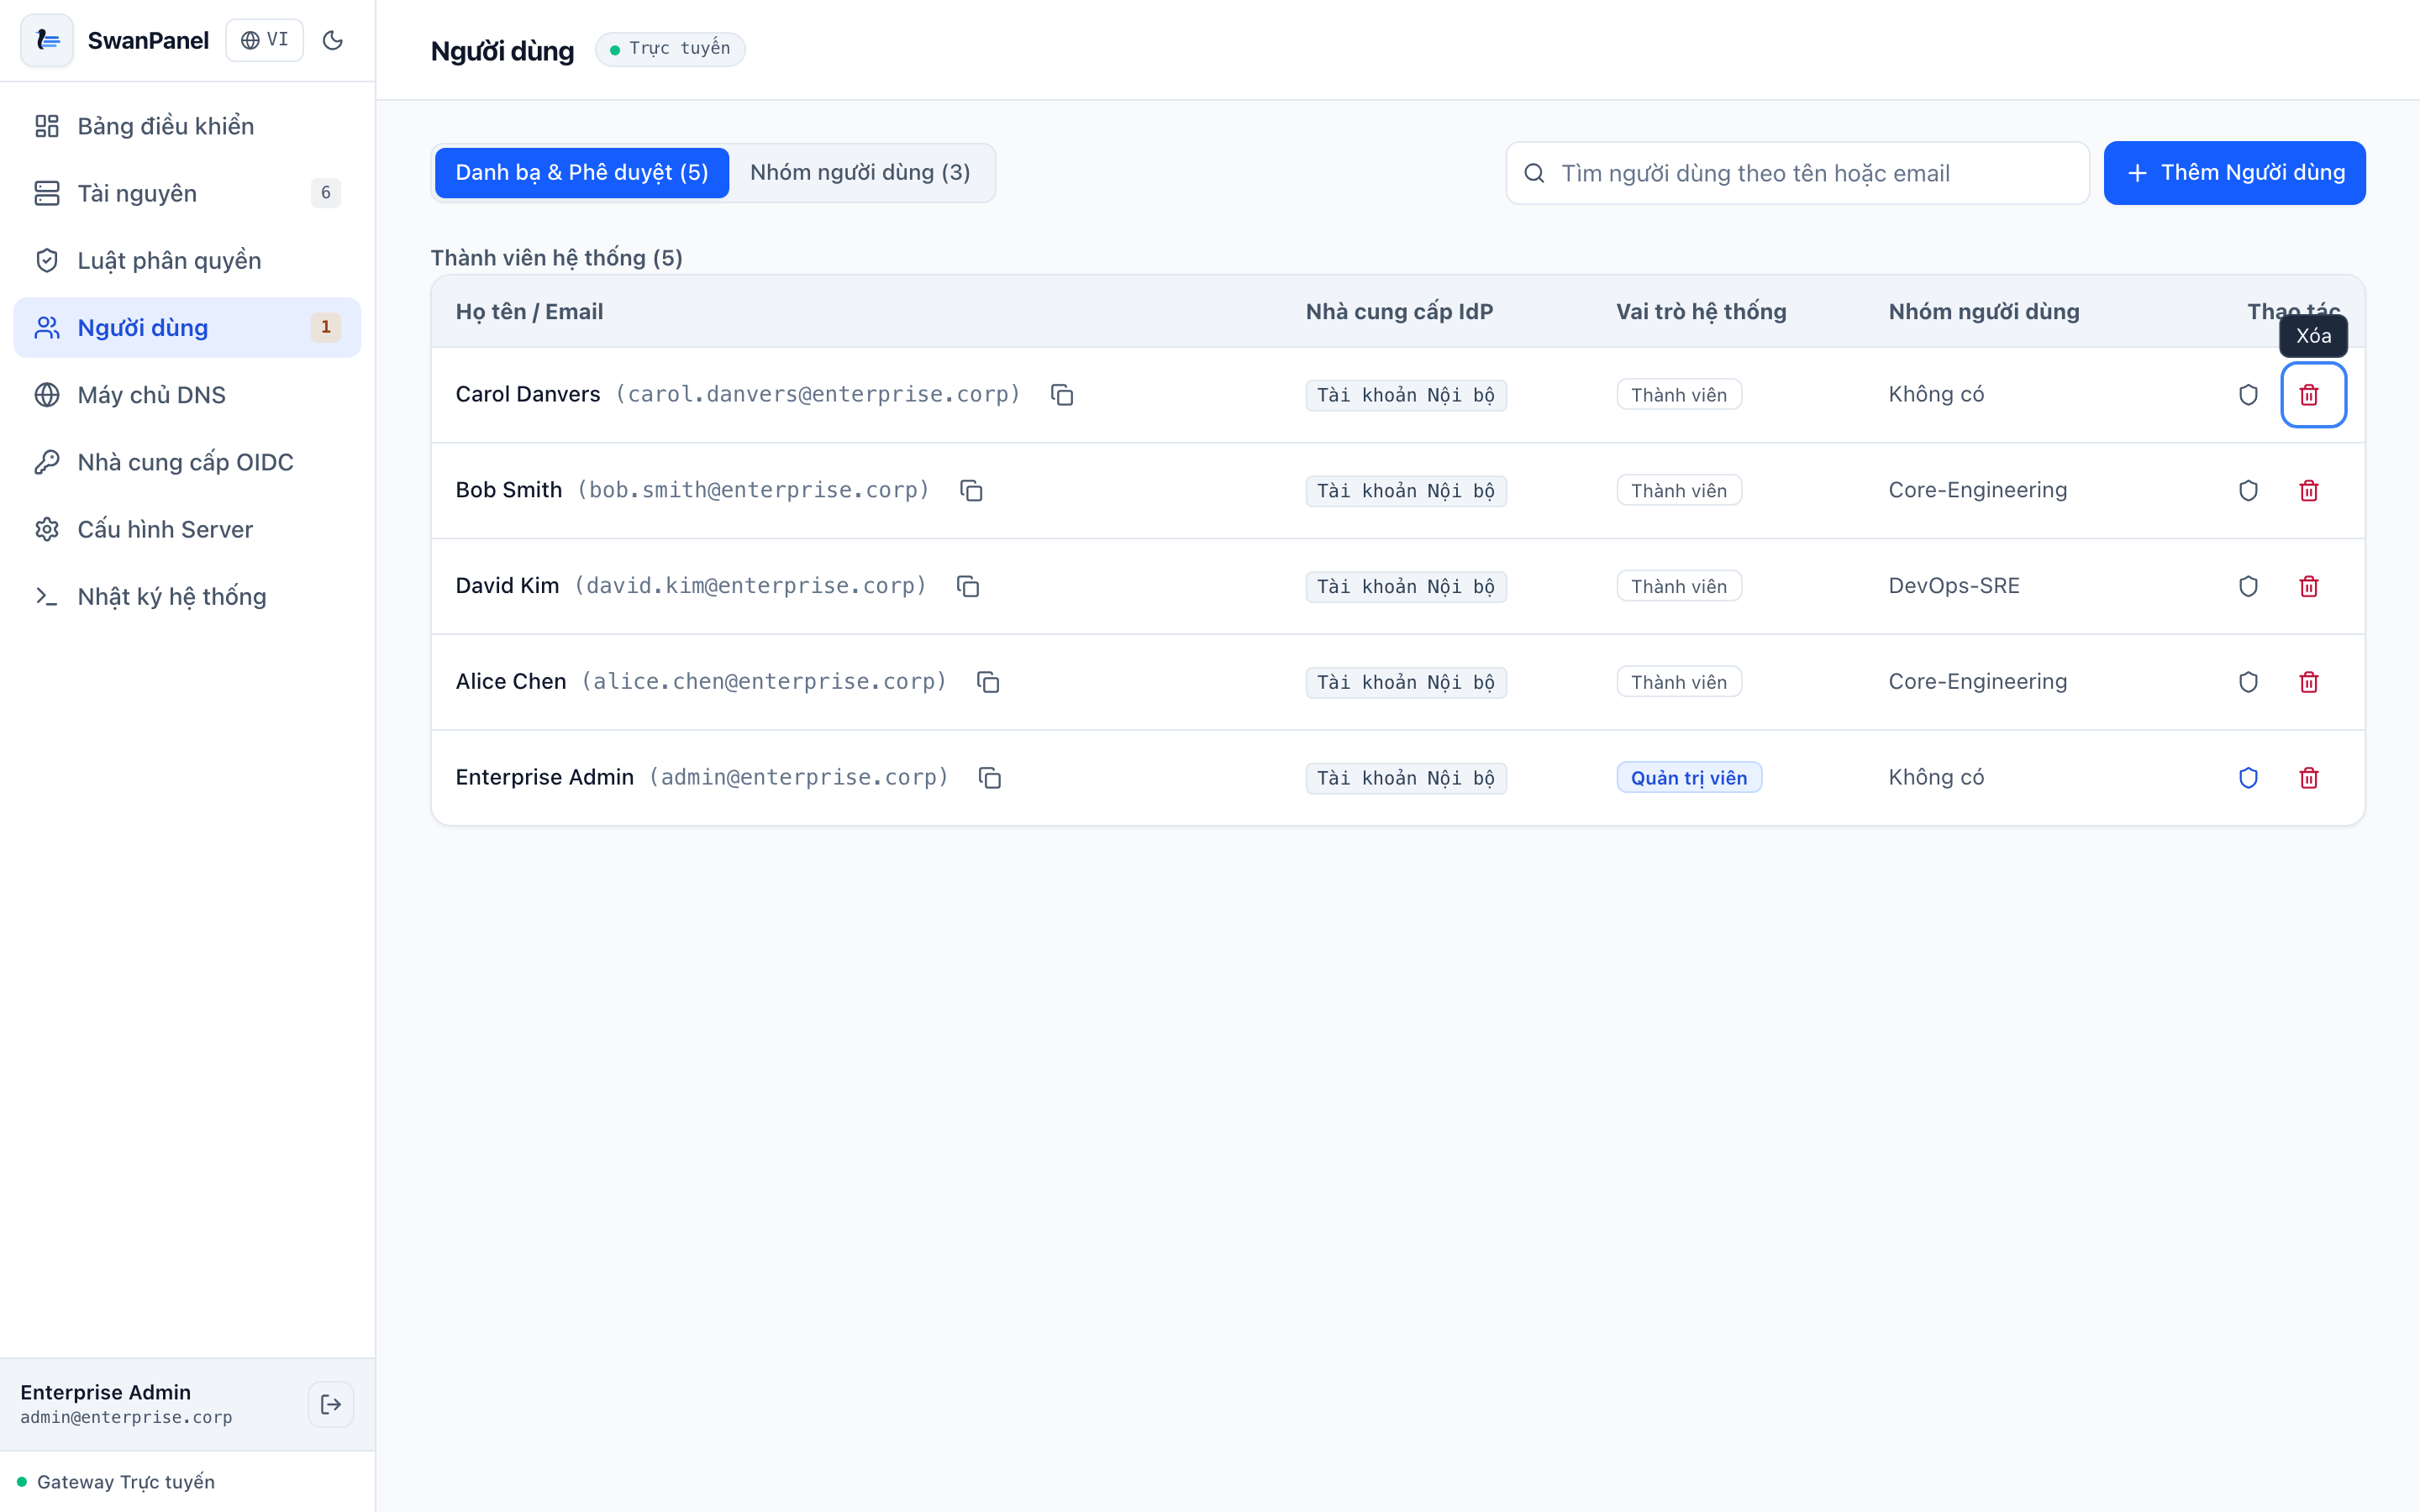 SwanPanel
VI
Bảng điều khiển
Tài nguyên 6
Luật phân quyền
Người dùng 1
Máy chủ DNS
Nhà cung cấp OIDC
Cấu hình Server
Nhật ký hệ thống
Enterprise Admin
admin@enterprise.corp
Gateway Trực tuyến
Người dùng Trực tuyến
Danh bạ & Phê duyệt (5) Nhóm người dùng (3) Tìm người dùng theo tên hoặc email Thêm Người dùng
Thành viên hệ thống (5)
Họ tên / Email Nhà cung cấp IdP Vai trò hệ thống Nhóm người dùng Thao tác
Xóa
Carol Danvers (carol.danvers@enterprise.corp) Tài khoản Nội bộ Thành viên Không có
Bob Smith (bob.smith@enterprise.corp) Tài khoản Nội bộ Thành viên Core-Engineering
David Kim (david.kim@enterprise.corp) Tài khoản Nội bộ Thành viên DevOps-SRE
Alice Chen (alice.chen@enterprise.corp) Tài khoản Nội bộ Thành viên Core-Engineering
Enterprise Admin (admin@enterprise.corp) Tài khoản Nội bộ Quản trị viên Không có